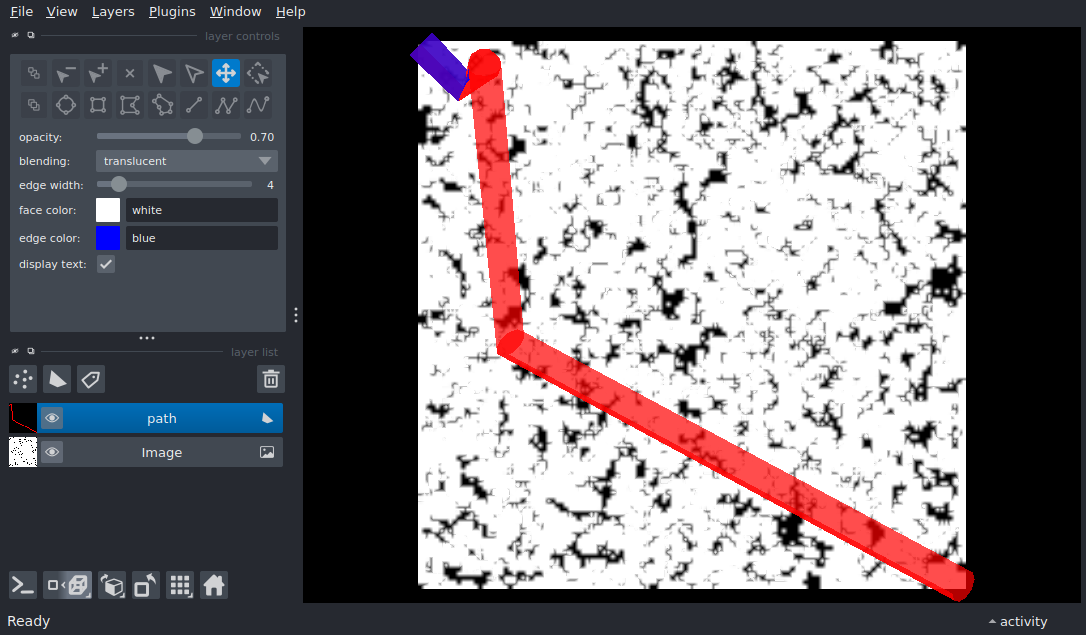 File View Layers Plugins Window Help
layer controls
opacity: 0.70
blending: translucent
edge width: 4
face color: white
edge color: blue
display text:
layer list
path
Image
Ready activity